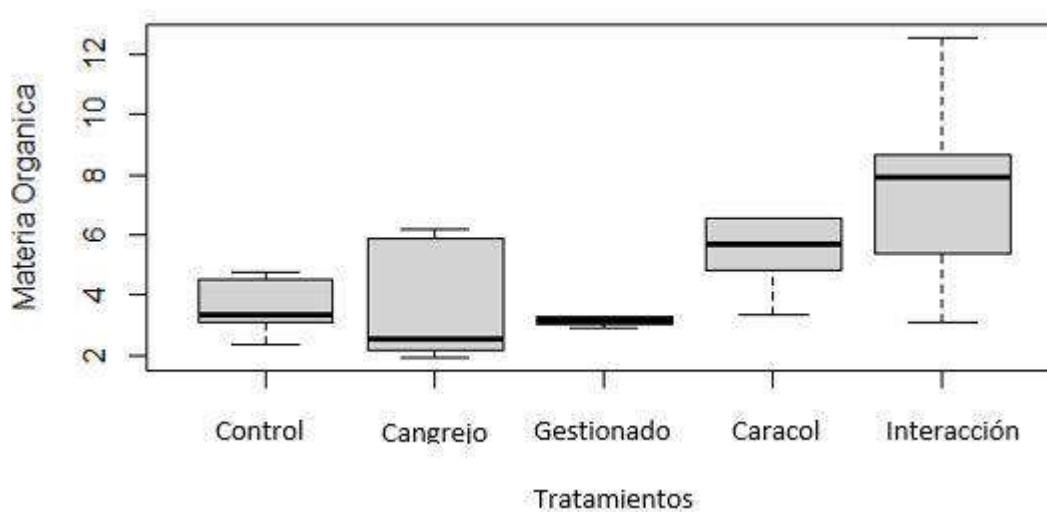 Materia Organica
12
10
8
6
4
2
Control Cangrejo Gestionado Caracol Interacción
Tratamientos